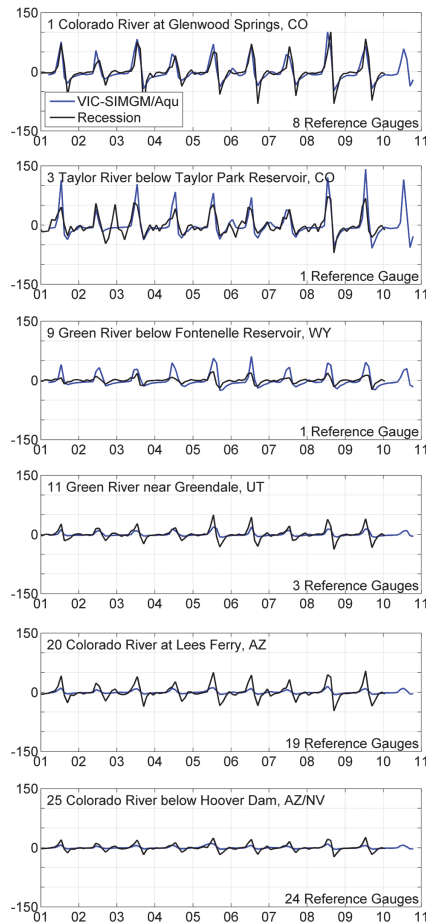 1 Colorado River at Glenwood Springs, CO
0
VIC-SIMGM/Aqu
Recession
8 Reference Gauges
-150
01 02 03 04 05 06 07 08 09 10 11
150
3 Taylor River below Taylor Park Reservoir, CO
0
1 Reference Gauge
-150
01 02 03 04 05 06 07 08 09 10 11
150
9 Green River below Fontenelle Reservoir, WY
0
1 Reference Gauge
-150
01 02 03 04 05 06 07 08 09 10 11
150
11 Green River near Greendale, UT
0
3 Reference Gauges
-150
01 02 03 04 05 06 07 08 09 10 11
150
20 Colorado River at Lees Ferry, AZ
0
19 Reference Gauges
-150
01 02 03 04 05 06 07 08 09 10 11
150
25 Colorado River below Hoover Dam, AZ/NV
0
24 Reference Gauges
-150
01 02 03 04 05 06 07 08 09 10 11